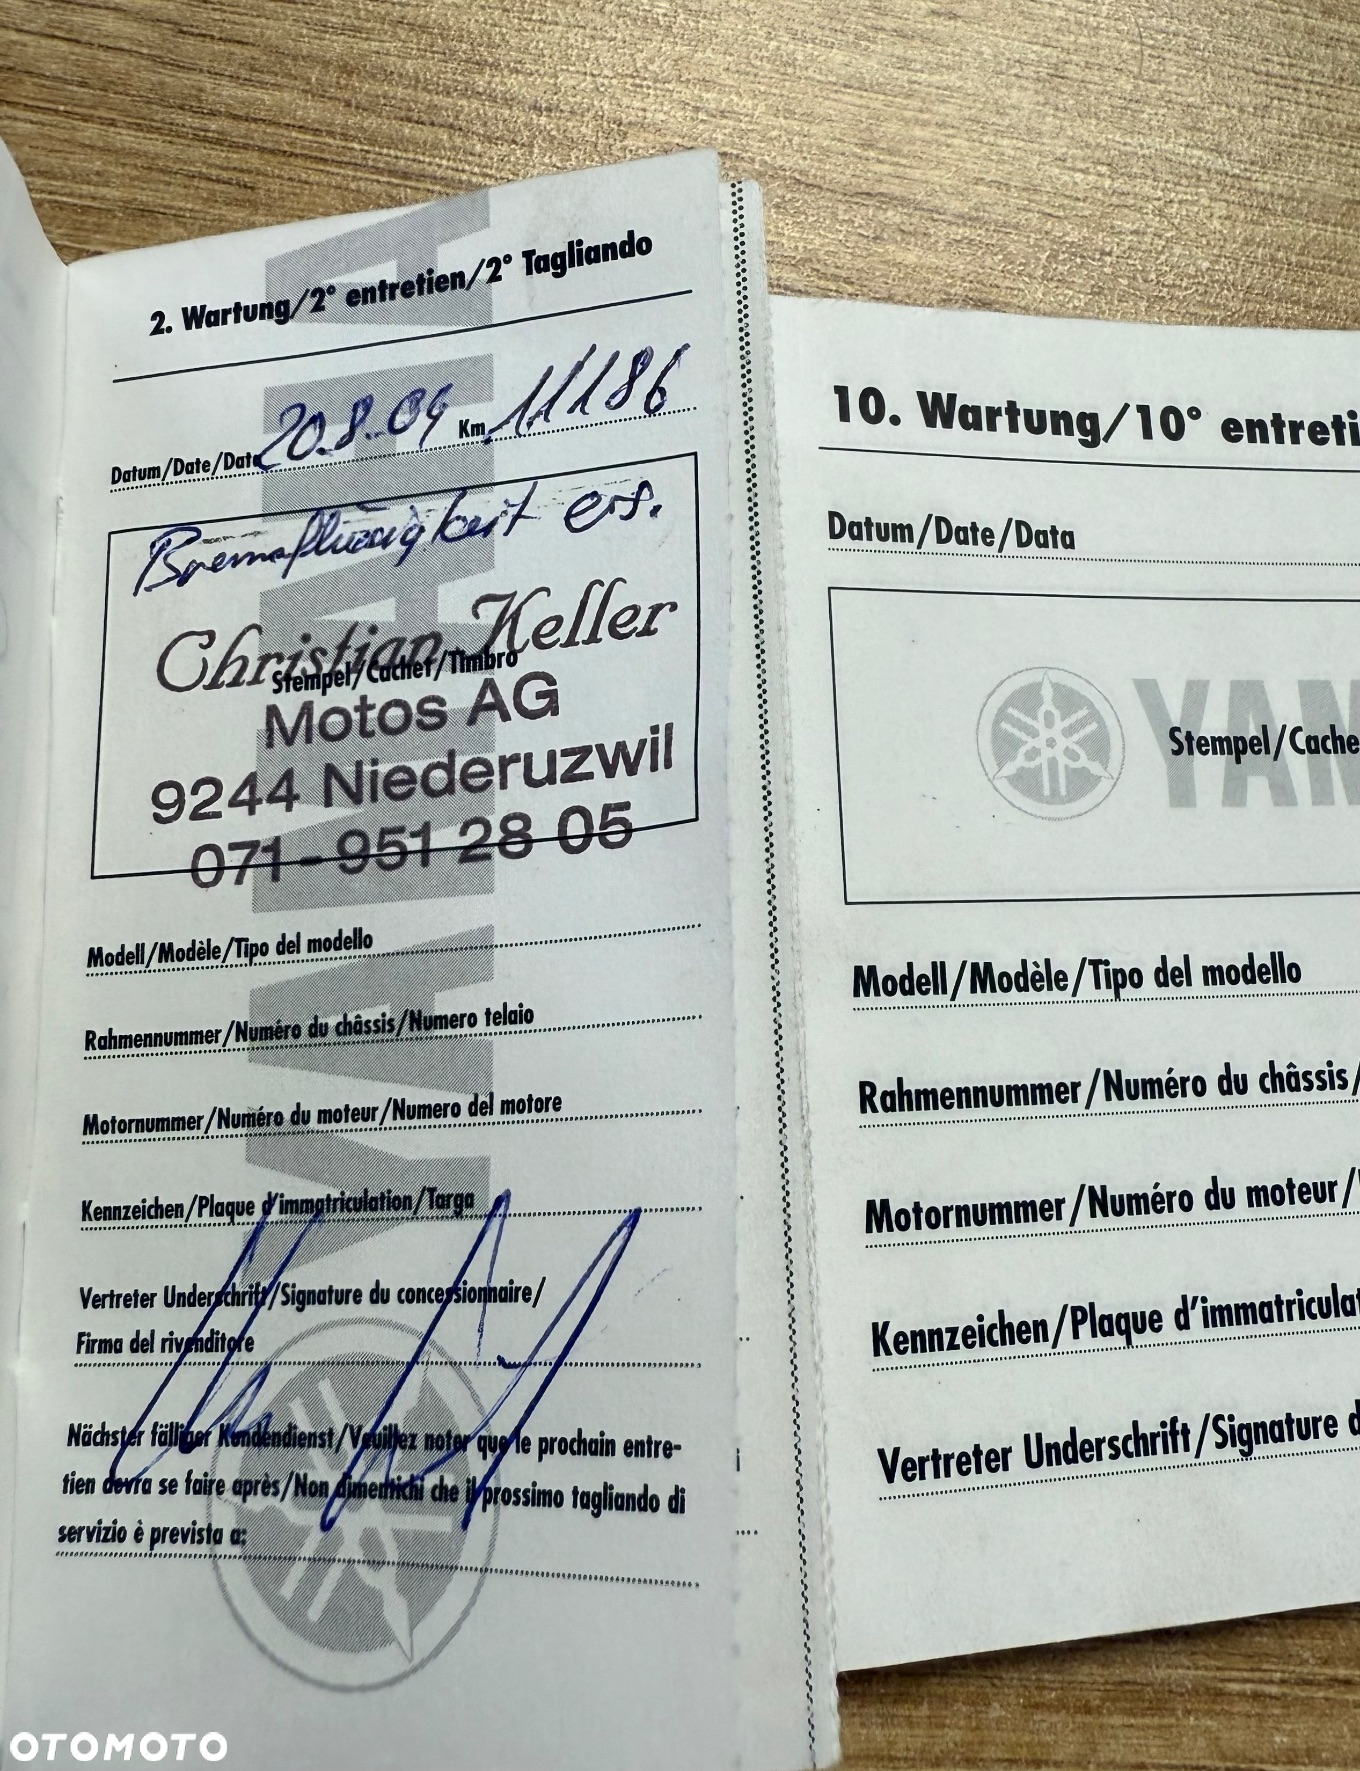 2. Wartung/2° entretien/2° Tagliando
Datum/Date/Data 20.8.09 Km 11186
Bremsflüssigkeit ers.
Christian Keller
Stempel/Cachet/Timbro
Motos AG
9244 Niederuzwil
071-951 28 05
Modell/Modèle/Tipo del modello
Rahmennummer/Numéro du châssis/Numero telaio
Motornummer/Numéro du moteur/Numero del motore
Kennzeichen/Plaque d'immatriculation/Targa
Vertreter Underschrift/Signature du concessionnaire/
Firma del rivenditore
Nächster fälliger Kundendienst/Veuillez noter que le prochain entre-
tien devra se faire après/Non dimentichi che il prossimo tagliando di
servizio è prevista a:
YAMAHA
10. Wartung/10° entreti
Datum/Date/Data
YAM
Stempel/Cache
Modell/Modèle/Tipo del modello
Rahmennummer/Numéro du châssis/
Motornummer/Numéro du moteur/
Kennzeichen/Plaque d'immatriculat
Vertreter Underschrift/Signature d
OTOMOTO